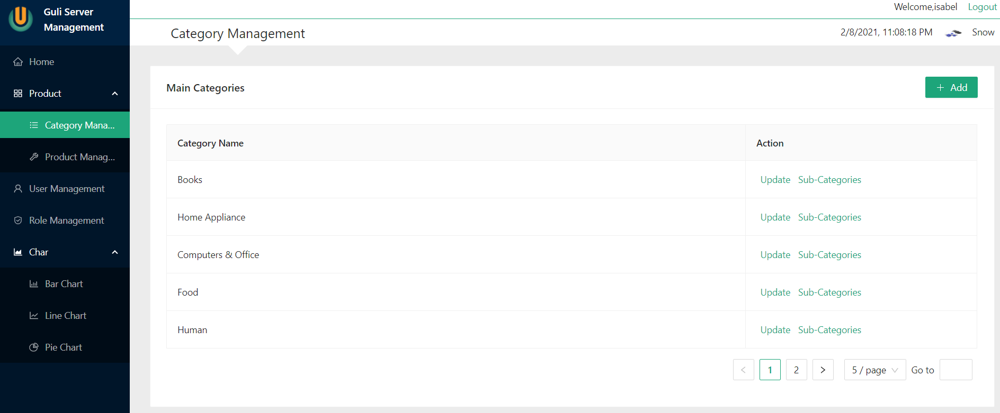 Guli Server
Management
Welcome,isabel Logout
Category Management
2/8/2021, 11:08:18 PM Snow
Home
Product
Category Mana...
Product Manag...
User Management
Role Management
Char
Bar Chart
Line Chart
Pie Chart
Main Categories
+ Add
Category Name Action
Books Update Sub-Categories
Home Appliance Update Sub-Categories
Computers & Office Update Sub-Categories
Food Update Sub-Categories
Human Update Sub-Categories
< 1 2 > 5 / page Go to